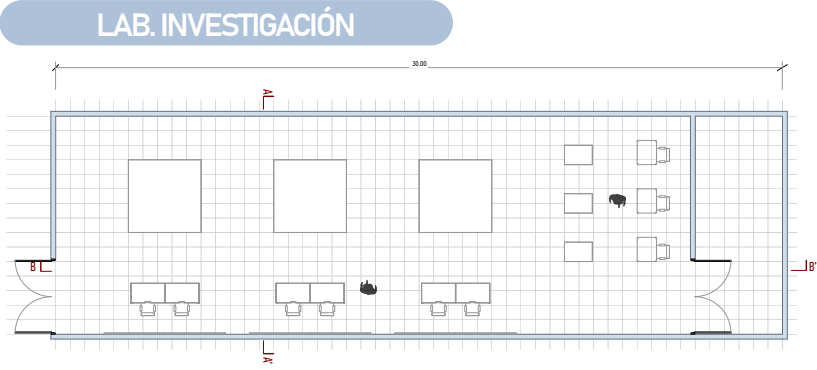 LAB. INVESTIGACIÓN
30.00
A'
B
B'
A'